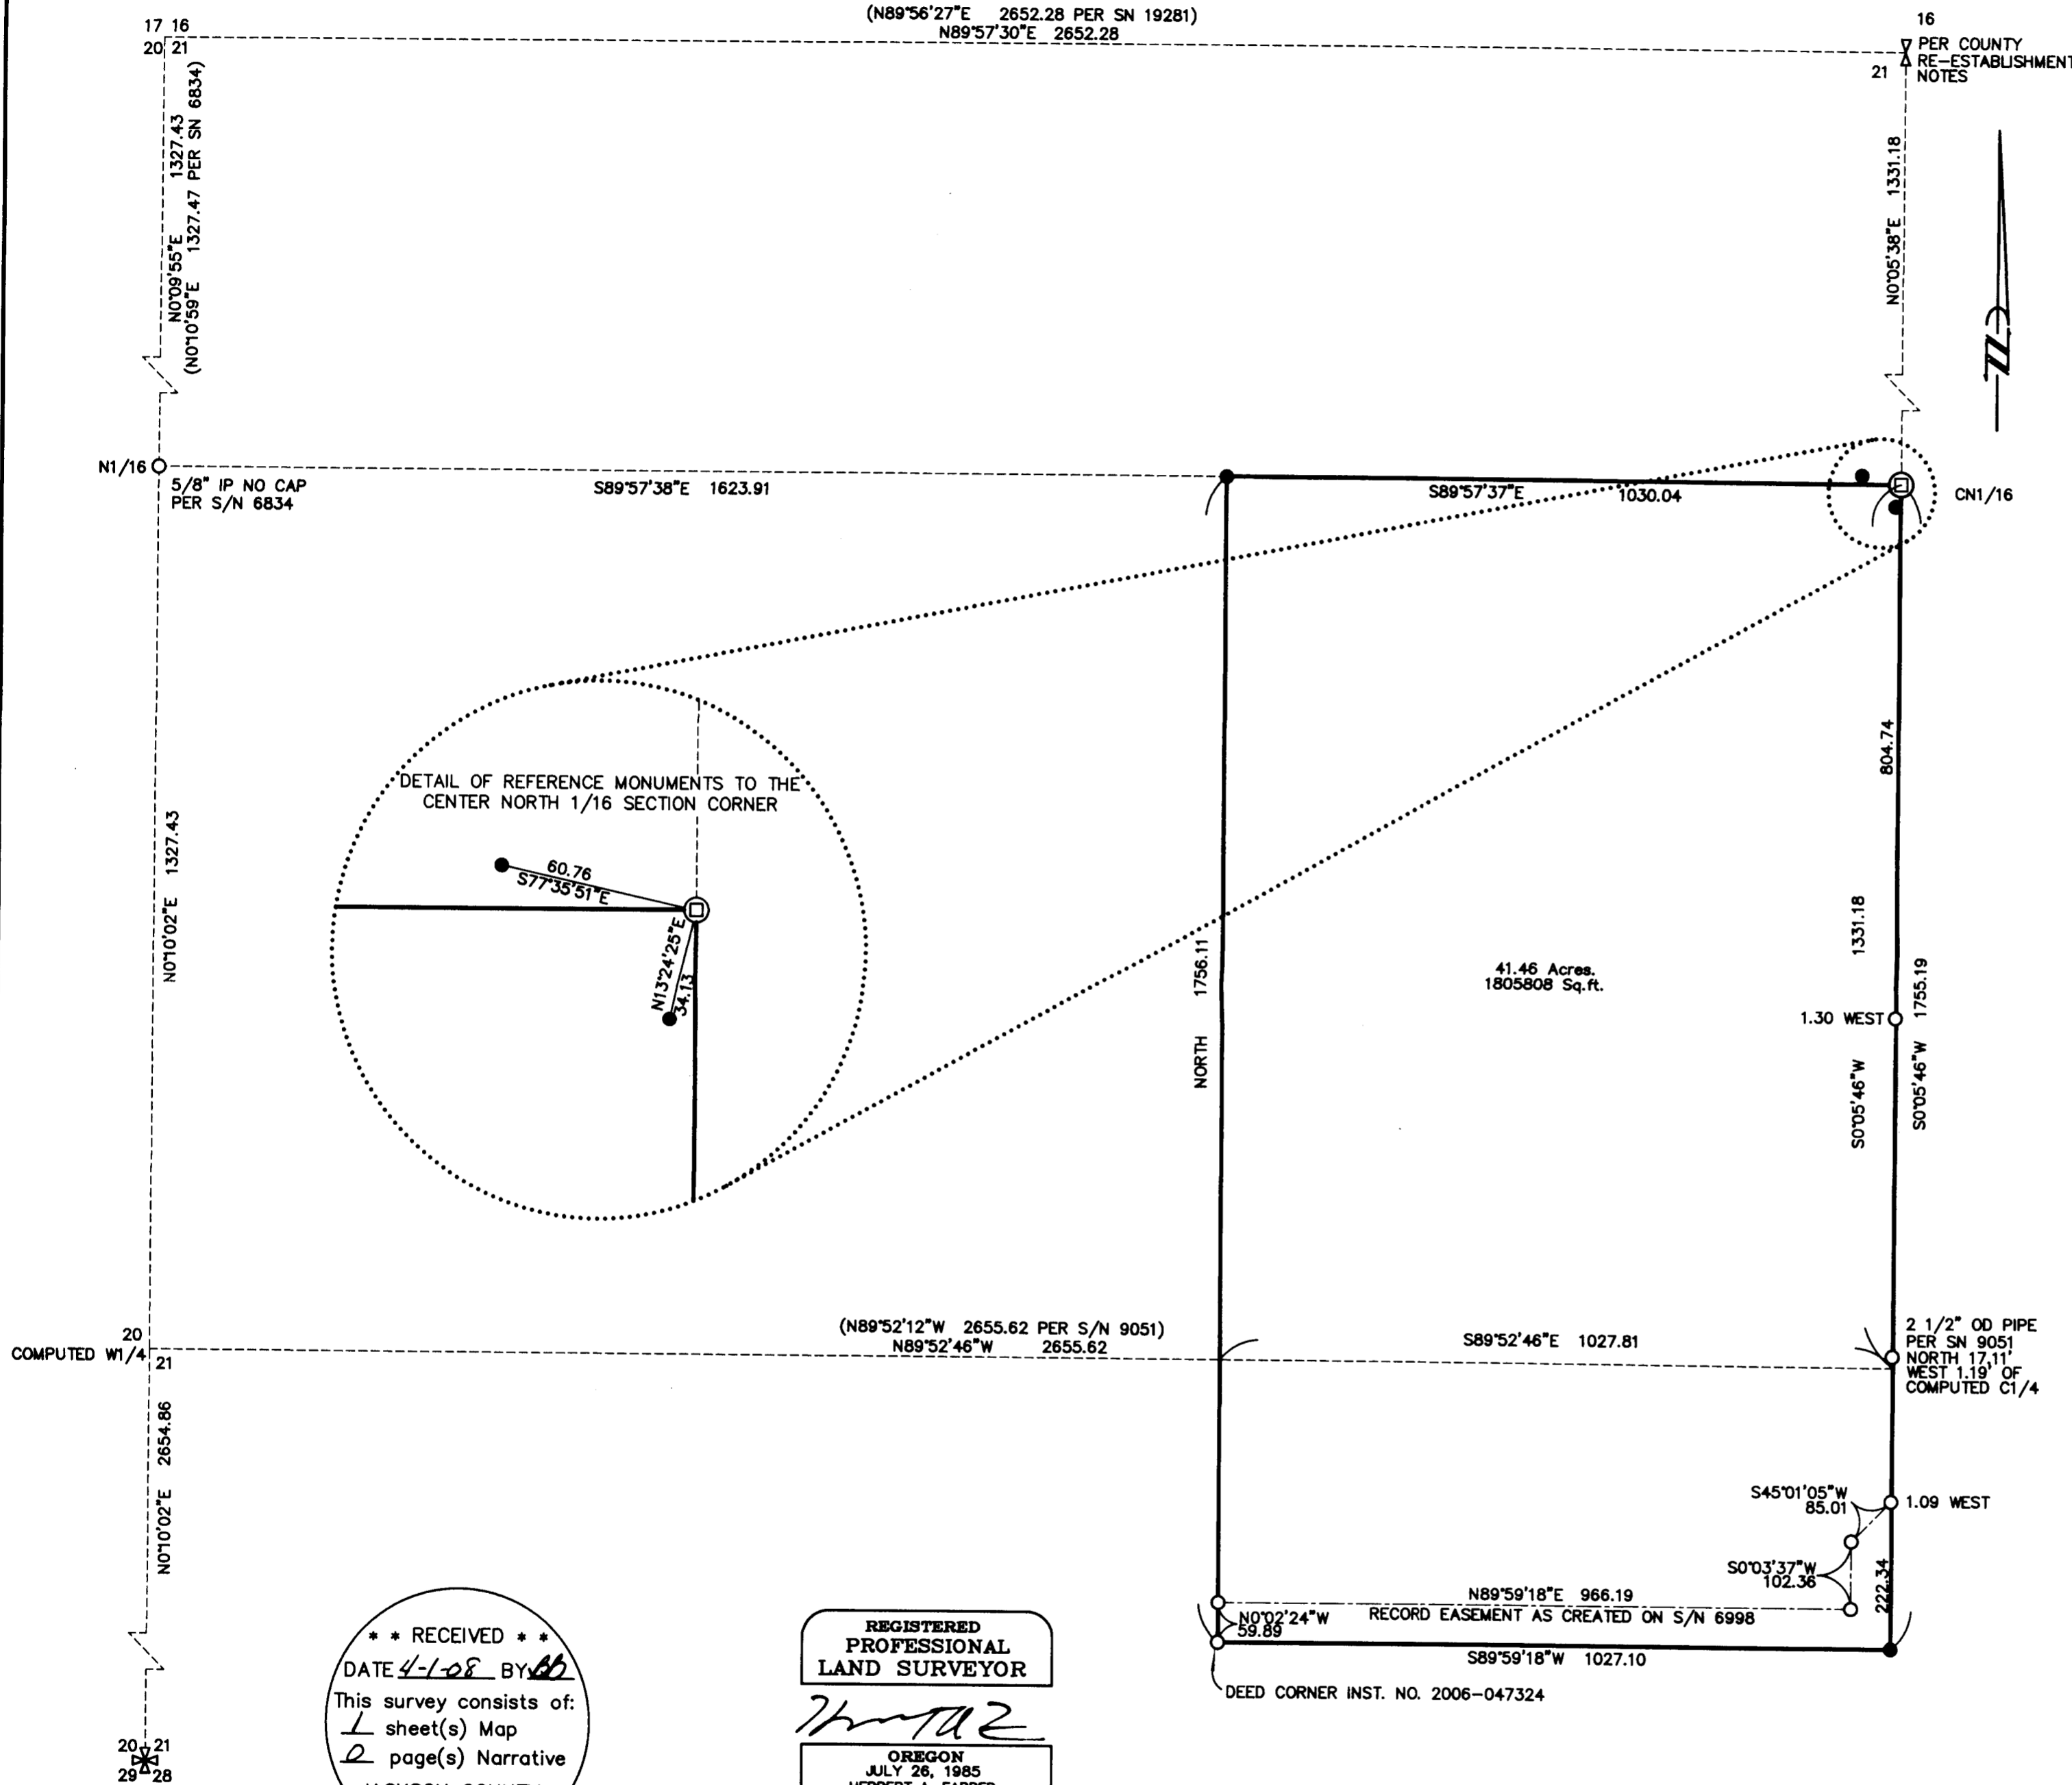 (N89°56'27"E 2652.28 PER SN 19281)
N89°57'30"E 2652.28
17 16
20 21
16
21
PER COUNTY
RE-ESTABLISHMENT
NOTES
N0°09'55"E 1327.43
(N0°10'59"E 1327.47 PER SN 6834)
N0°05'38"E 1331.18
N
N1/16
5/8" IP NO CAP
PER S/N 6834
S89°57'38"E 1623.91
S89°57'37"E 1030.04
CN1/16
DETAIL OF REFERENCE MONUMENTS TO THE
CENTER NORTH 1/16 SECTION CORNER
60.76
S77°35'51"E
N13°24'25"E
34.13
N0°10'02"E 1327.43
NORTH 1756.11
41.46 Acres.
1805808 Sq.ft.
804.74
S0°05'46"W 1331.18
1.30 WEST
S0°05'46"W 1755.19
20
COMPUTED W1/4
21
(N89°52'12"W 2655.62 PER S/N 9051)
N89°52'46"W 2655.62
S89°52'46"E 1027.81
2 1/2" OD PIPE
PER SN 9051
NORTH 17,11'
WEST 1.19' OF
COMPUTED C1/4
N0°10'02"E 2654.86
S45°01'05"W
85.01
1.09 WEST
S0°03'37"W
102.36
222.34
N89°59'18"E 966.19
RECORD EASEMENT AS CREATED ON S/N 6998
N0°02'24"W
59.89
S89°59'18"W 1027.10
DEED CORNER INST. NO. 2006-047324
* * RECEIVED * *
DATE 4-1-08 BY
This survey consists of:
1 sheet(s) Map
0 page(s) Narrative
REGISTERED
PROFESSIONAL
LAND SURVEYOR
OREGON
JULY 26, 1985
20 21
29 28